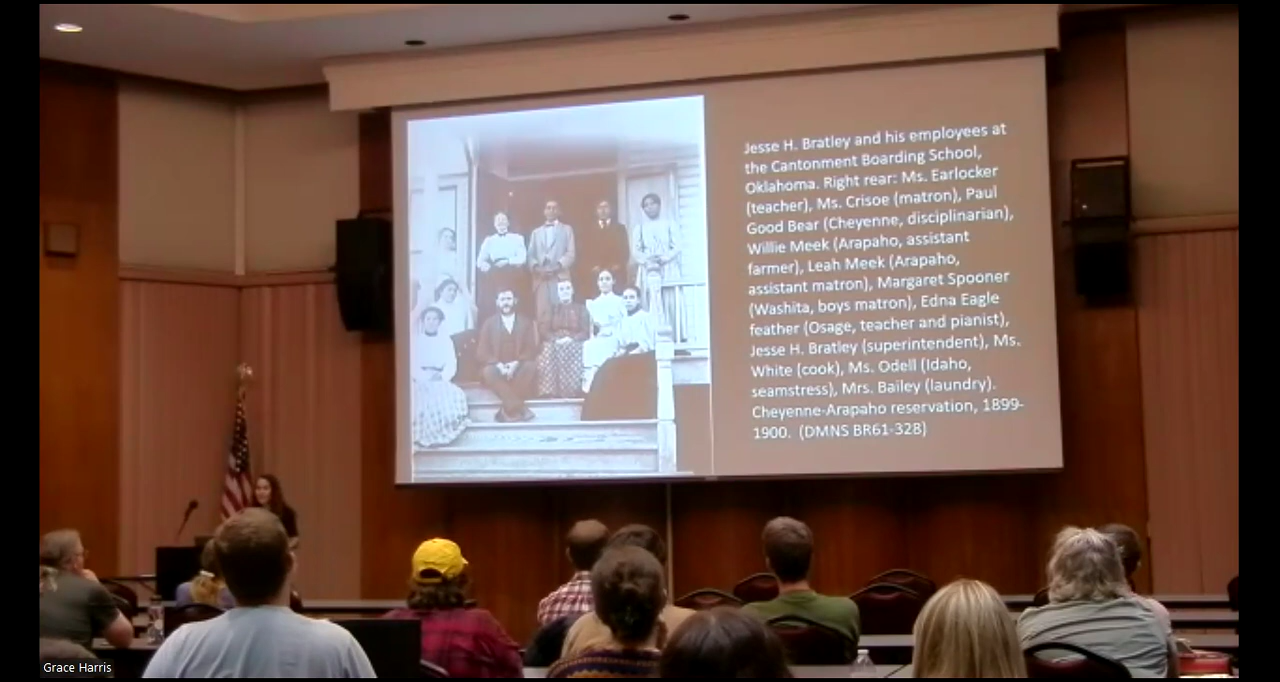 Jesse H. Bratley and his employees at
the Cantonment Boarding School,
Oklahoma. Right rear: Ms. Earlocker
(teacher), Ms. Crisoe (matron), Paul
Good Bear (Cheyenne, disciplinarian),
Willie Meek (Arapaho, assistant
farmer), Leah Meek (Arapaho,
assistant matron), Margaret Spooner
(Washita, boys matron), Edna Eagle
feather (Osage, teacher and pianist),
Jesse H. Bratley (superintendent), Ms.
White (cook), Ms. Odell (Idaho,
seamstress), Mrs. Bailey (laundry).
Cheyenne-Arapaho reservation, 1899-
1900. (DMNS BR61-328)
Grace Harris